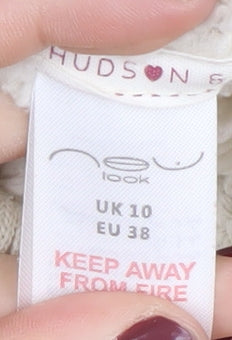 HUDSON ♥ &
new
look
UK 10
EU 38
KEEP AWAY
FROM FIRE